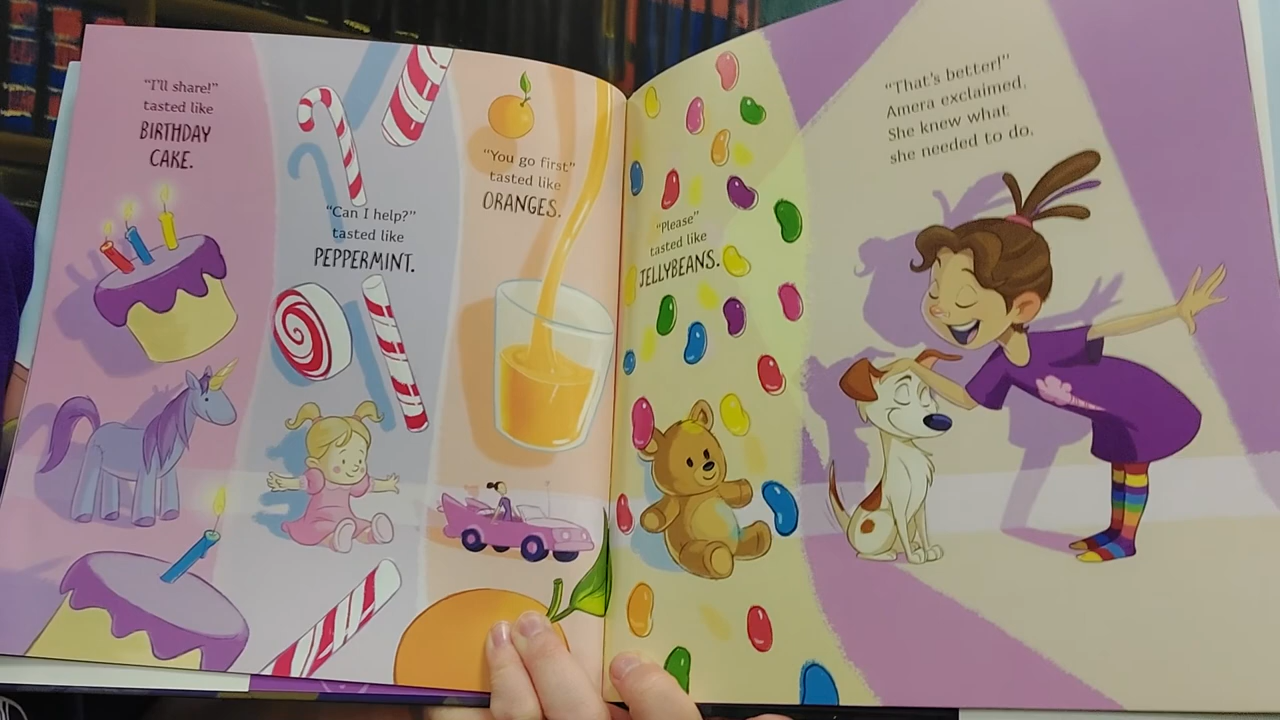 “I’ll share!”
tasted like
BIRTHDAY
CAKE.
“Can I help?”
tasted like
PEPPERMINT.
“You go first”
tasted like
ORANGES.
“Please”
tasted like
JELLYBEANS.
“That’s better!”
Amera exclaimed.
She knew what
she needed to do.